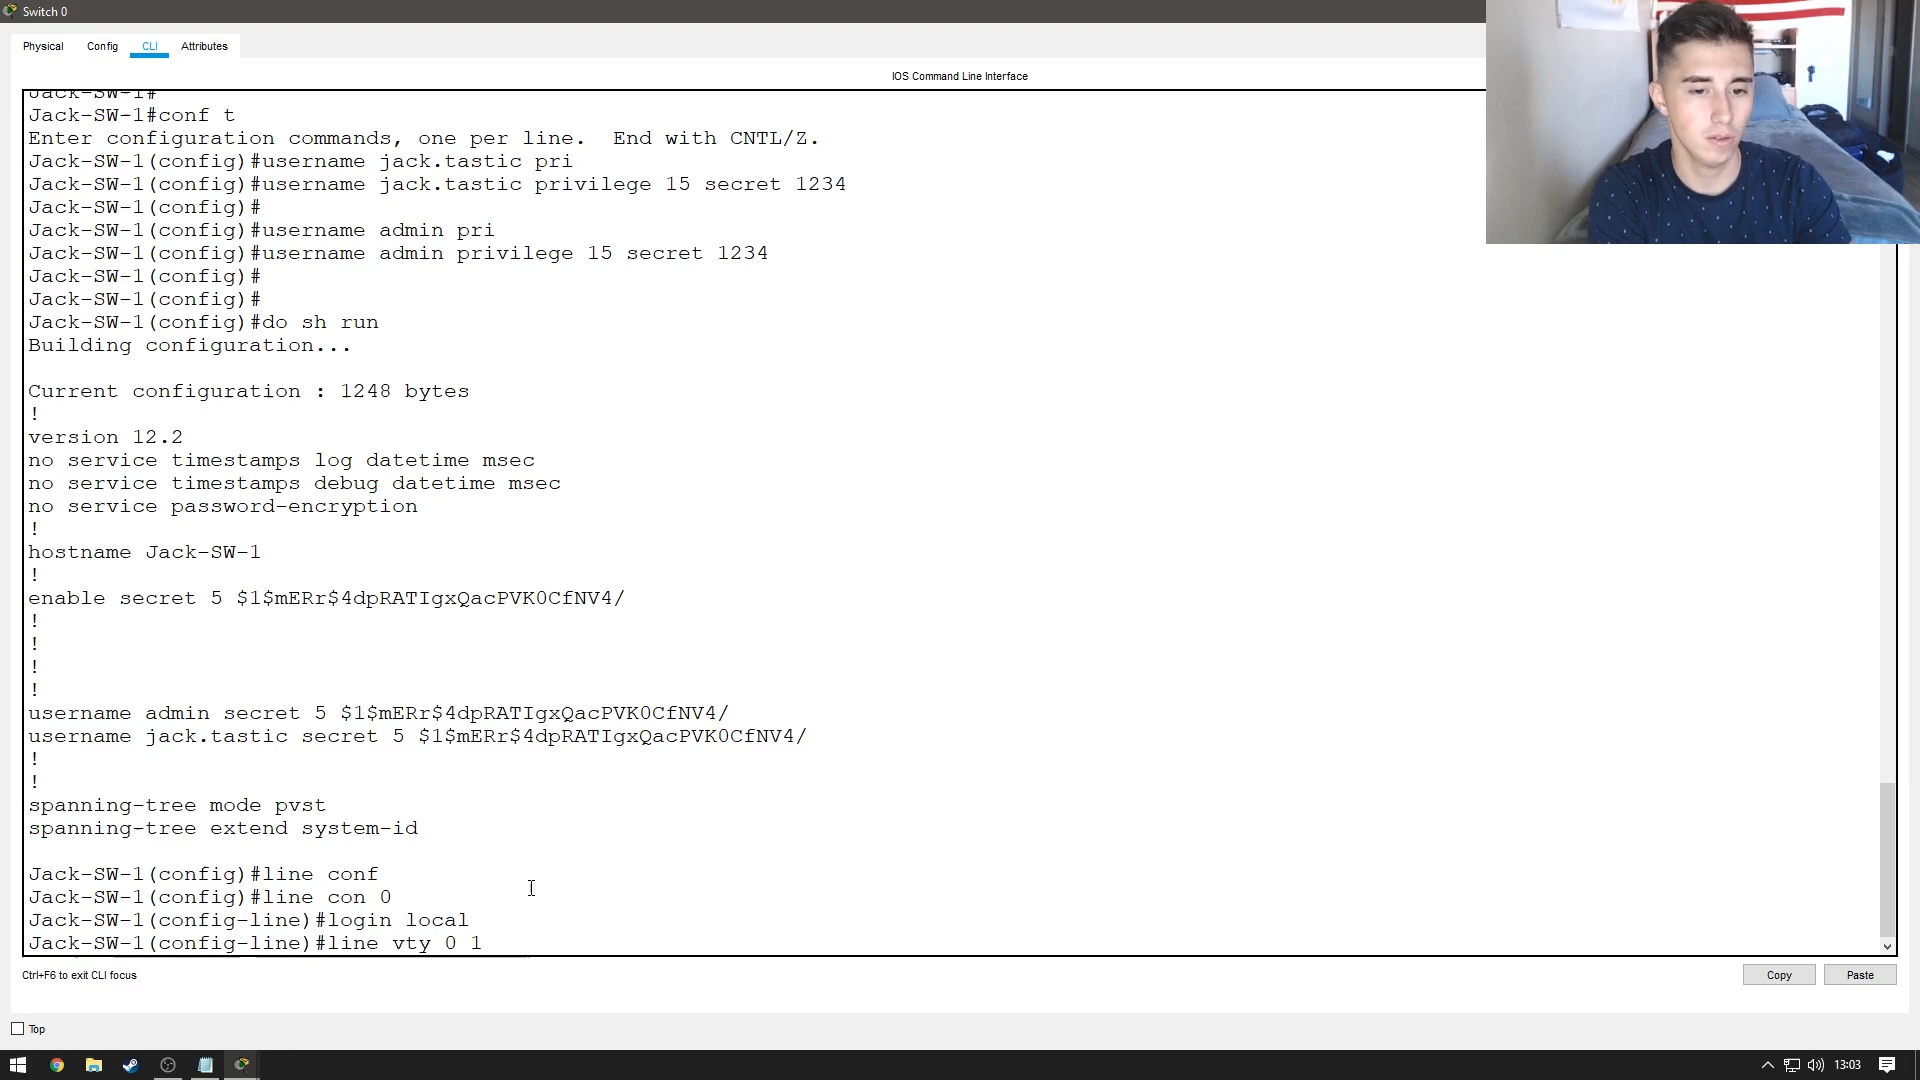 Switch 0
Physical Config CLI Attributes
IOS Command Line Interface
Jack-SW-1#
Jack-SW-1#conf t
Enter configuration commands, one per line.  End with CNTL/Z.
Jack-SW-1(config)#username jack.tastic pri
Jack-SW-1(config)#username jack.tastic privilege 15 secret 1234
Jack-SW-1(config)#
Jack-SW-1(config)#username admin pri
Jack-SW-1(config)#username admin privilege 15 secret 1234
Jack-SW-1(config)#
Jack-SW-1(config)#
Jack-SW-1(config)#do sh run
Building configuration...
Current configuration : 1248 bytes
!
version 12.2
no service timestamps log datetime msec
no service timestamps debug datetime msec
no service password-encryption
!
hostname Jack-SW-1
!
enable secret 5 $1$mERr$4dpRATIgxQacPVK0CfNV4/
!
!
!
!
username admin secret 5 $1$mERr$4dpRATIgxQacPVK0CfNV4/
username jack.tastic secret 5 $1$mERr$4dpRATIgxQacPVK0CfNV4/
!
!
spanning-tree mode pvst
spanning-tree extend system-id
Jack-SW-1(config)#line conf
Jack-SW-1(config)#line con 0
Jack-SW-1(config-line)#login local
Jack-SW-1(config-line)#line vty 0 1
Ctrl+F6 to exit CLI focus
Copy Paste
Top
13:03